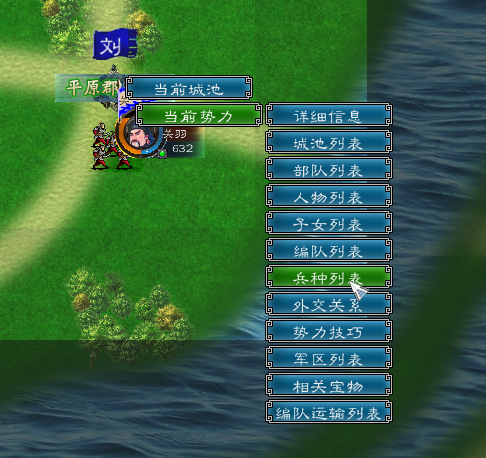 刘
平原郡
当前城池
当前势力
关羽
632
详细信息
城池列表
部队列表
人物列表
子女列表
编队列表
兵种列表
外交关系
势力技巧
军区列表
相关宝物
编队运输列表